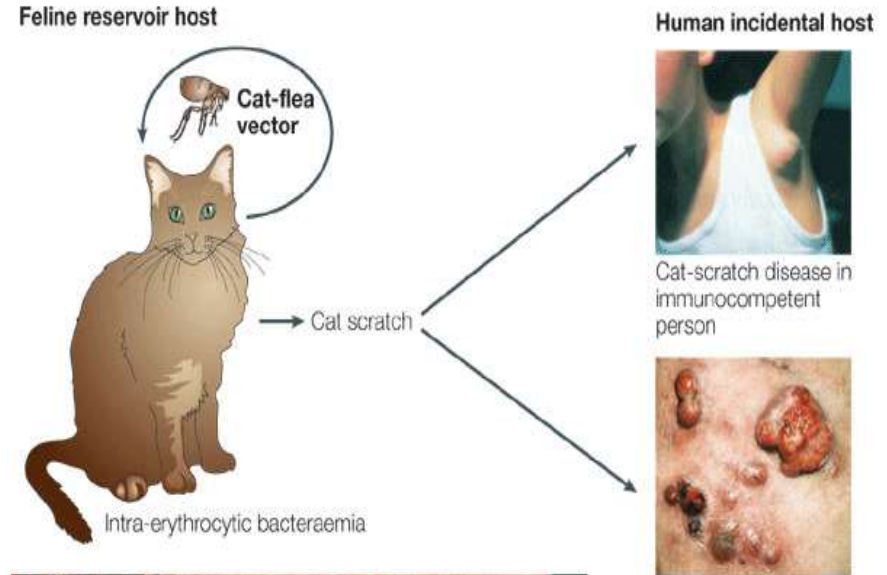 Feline reservoir host
Cat-flea
vector
Cat scratch
Intra-erythrocytic bacteraemia
Human incidental host
Cat-scratch disease in
immunocompetent
person